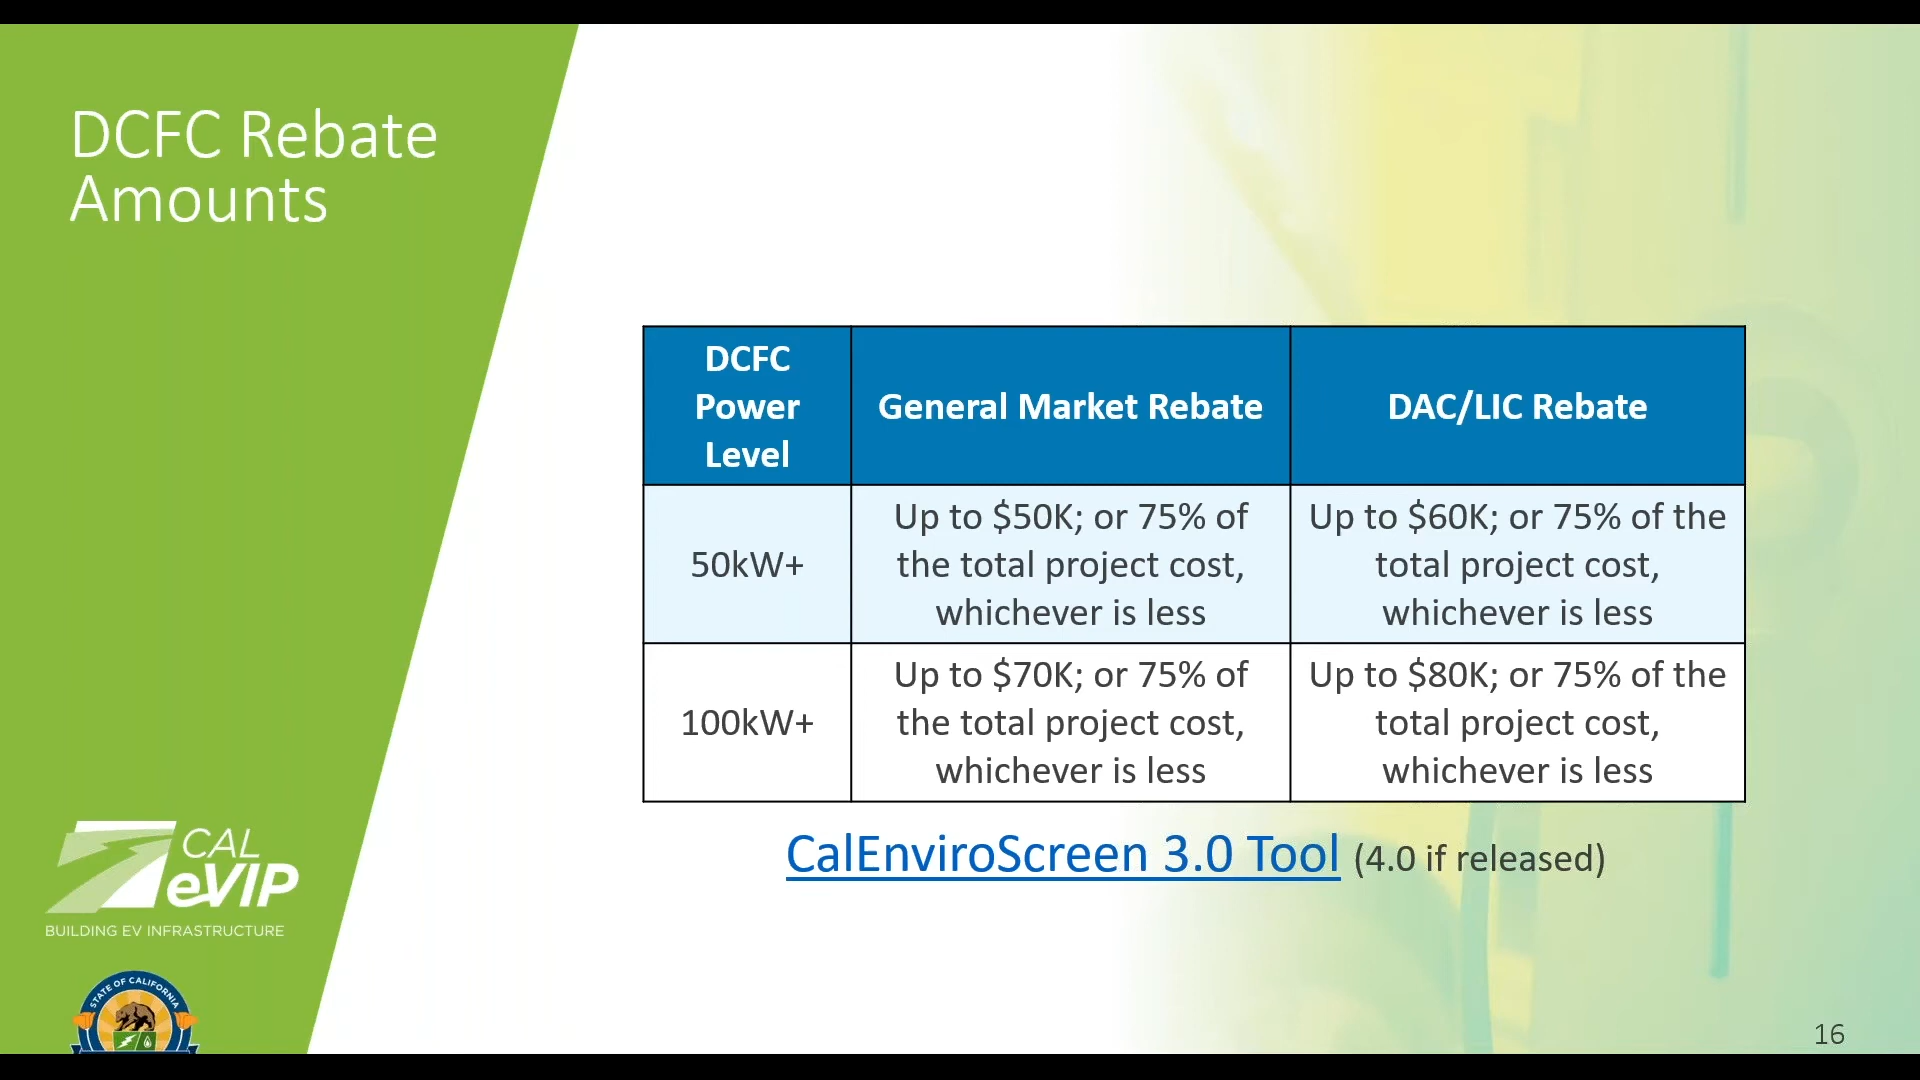 DCFC Rebate
Amounts
DCFC
Power
Level
General Market Rebate
DAC/LIC Rebate
50kW+
Up to $50K; or 75% of
the total project cost,
whichever is less
Up to $60K; or 75% of the
total project cost,
whichever is less
100kW+
Up to $70K; or 75% of
the total project cost,
whichever is less
Up to $80K; or 75% of the
total project cost,
whichever is less
CalEnviroScreen 3.0 Tool (4.0 if released)
CAL
eVIP
BUILDING EV INFRASTRUCTURE
STATE OF CALIFORNIA
16